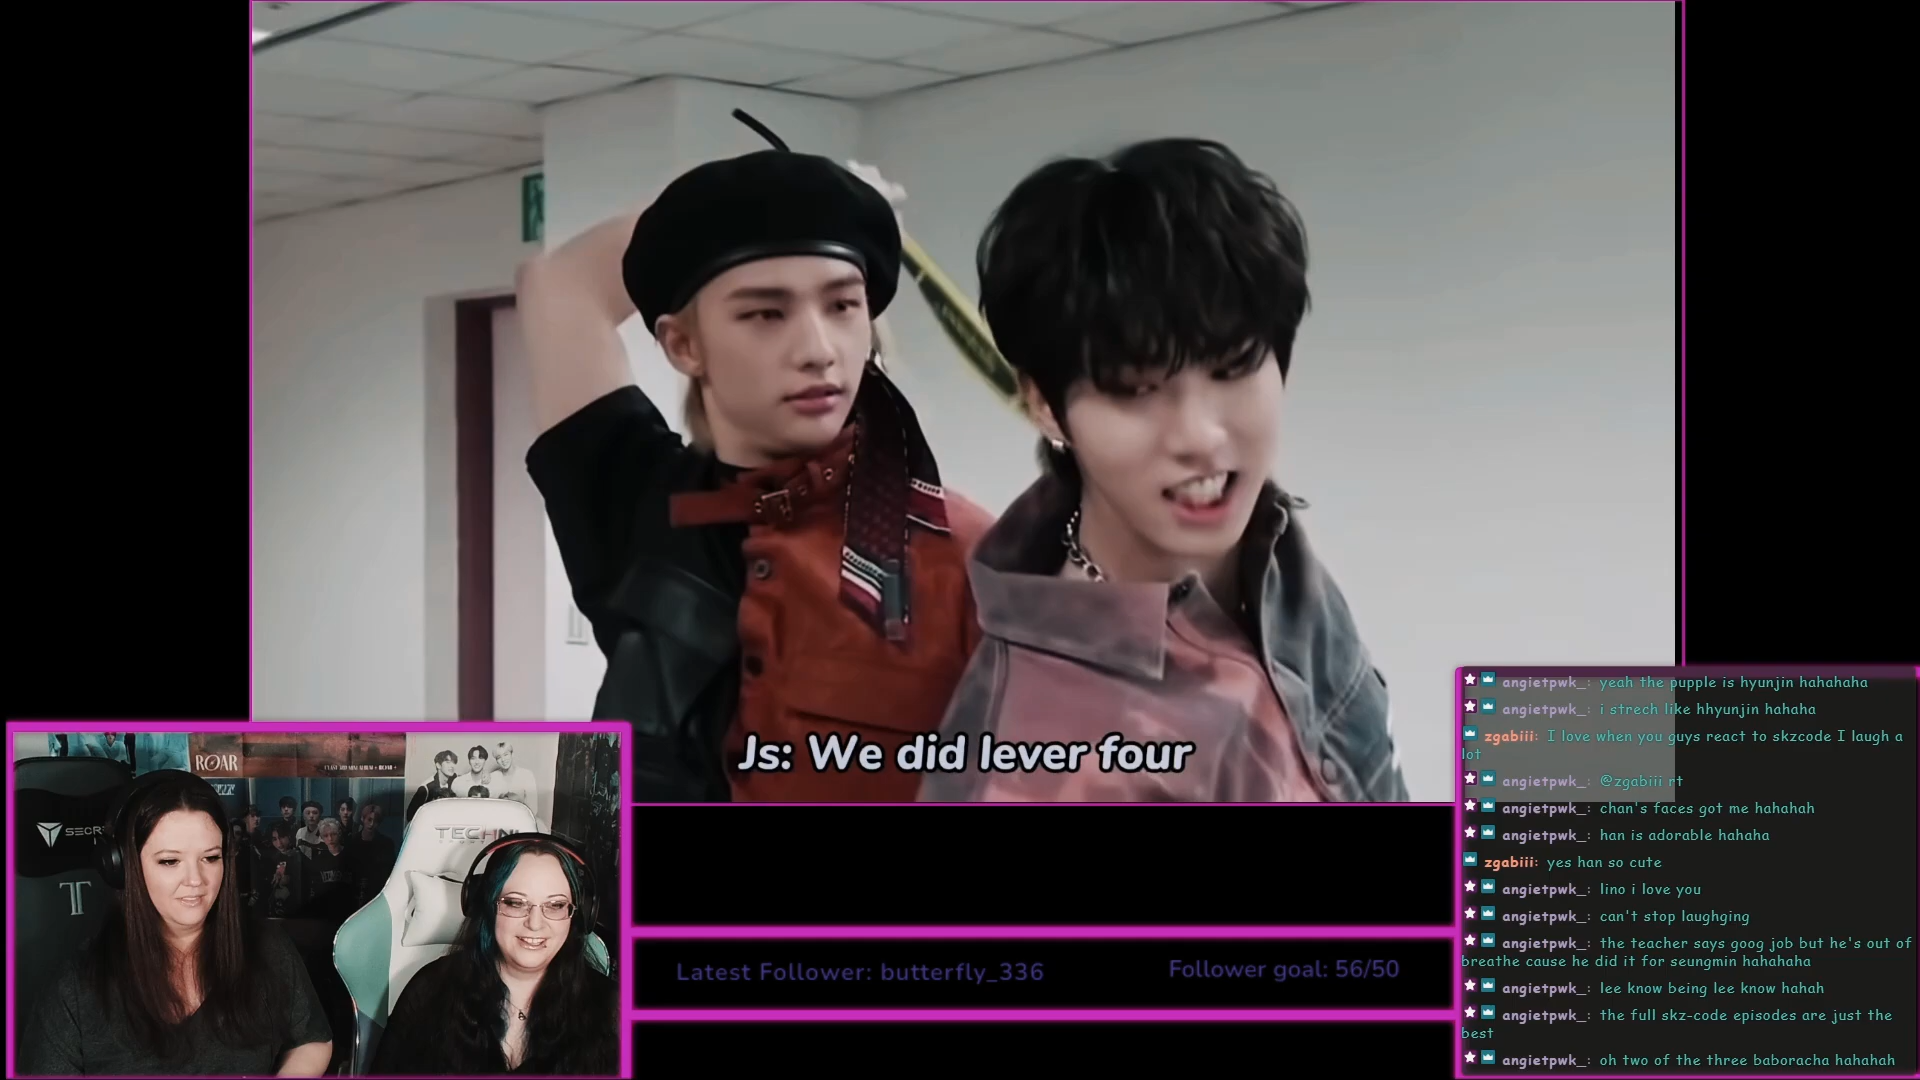 Js: We did lever four
ROAR
SECR
TECHNI
Latest Follower: butterfly_336
Follower goal: 56/50
angietpwk_: yeah the pupple is hyunjin hahahaha
angietpwk_: i strech like hhyunjin hahaha
zgabiii: I love when you guys react to skzcode I laugh a
lot
angietpwk_: @zgabiii rt
angietpwk_: chan's faces got me hahahah
angietpwk_: han is adorable hahaha
zgabiii: yes han so cute
angietpwk_: lino i love you
angietpwk_: can't stop laughging
angietpwk_: the teacher says goog job but he's out of
breathe cause he did it for seungmin hahahaha
angietpwk_: lee know being lee know hahah
angietpwk_: the full skz-code episodes are just the
best
angietpwk_: oh two of the three baboracha hahahah